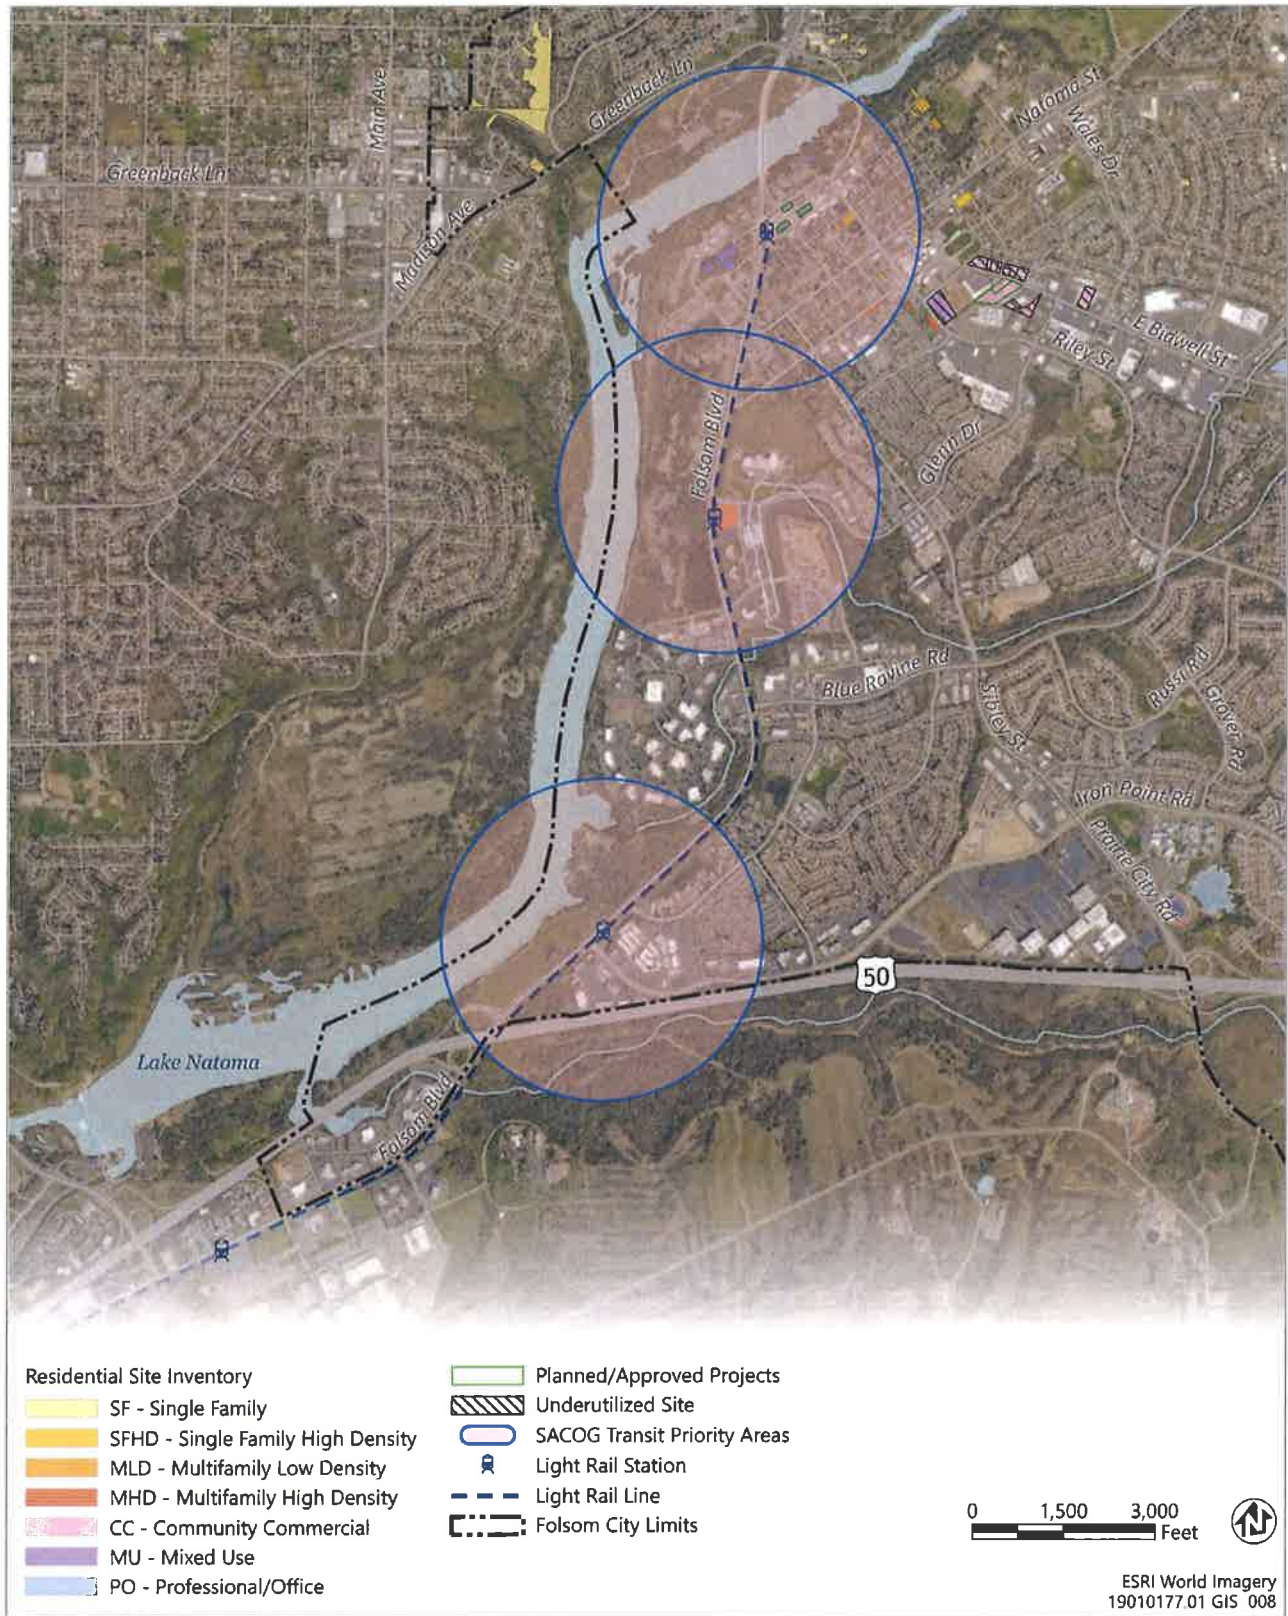 Greenback Ln
Natoma St
Wales Dr
Main Ave
Greenback Ln
Madison Ave
E Bidwell St
Riley St
Folsom Blvd
Glenn Dr
Blue Ravine Rd
Russi Rd
Grover Rd
Sibley St
Iron Point Rd
Prairie City Rd
50
Lake Natoma
Folsom Blvd
Residential Site Inventory
SF - Single Family
SFHD - Single Family High Density
MLD - Multifamily Low Density
MHD - Multifamily High Density
CC - Community Commercial
MU - Mixed Use
PO - Professional/Office
Planned/Approved Projects
Underutilized Site
SACOG Transit Priority Areas
Light Rail Station
Light Rail Line
Folsom City Limits
0 1,500 3,000
Feet
N
ESRI World Imagery
19010177.01 GIS 008